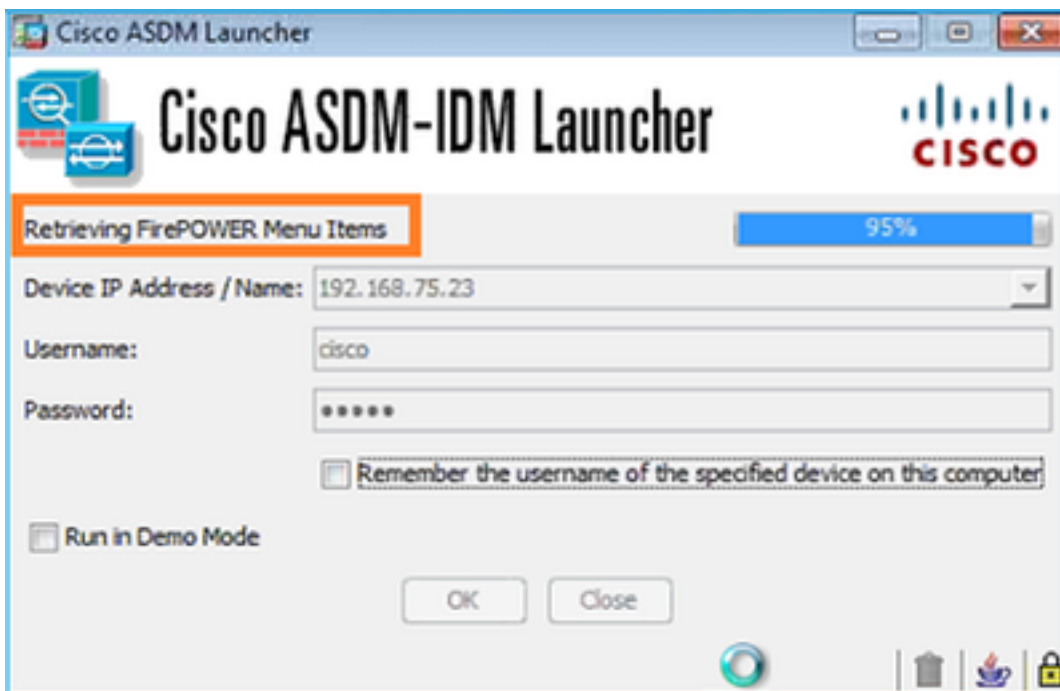 Cisco ASDM Launcher
Cisco ASDM-IDM Launcher
CISCO
Retrieving FirePOWER Menu Items
95%
Device IP Address / Name: 192.168.75.23
Username: cisco
Password: •••••
Remember the username of the specified device on this computer
Run in Demo Mode
OK Close